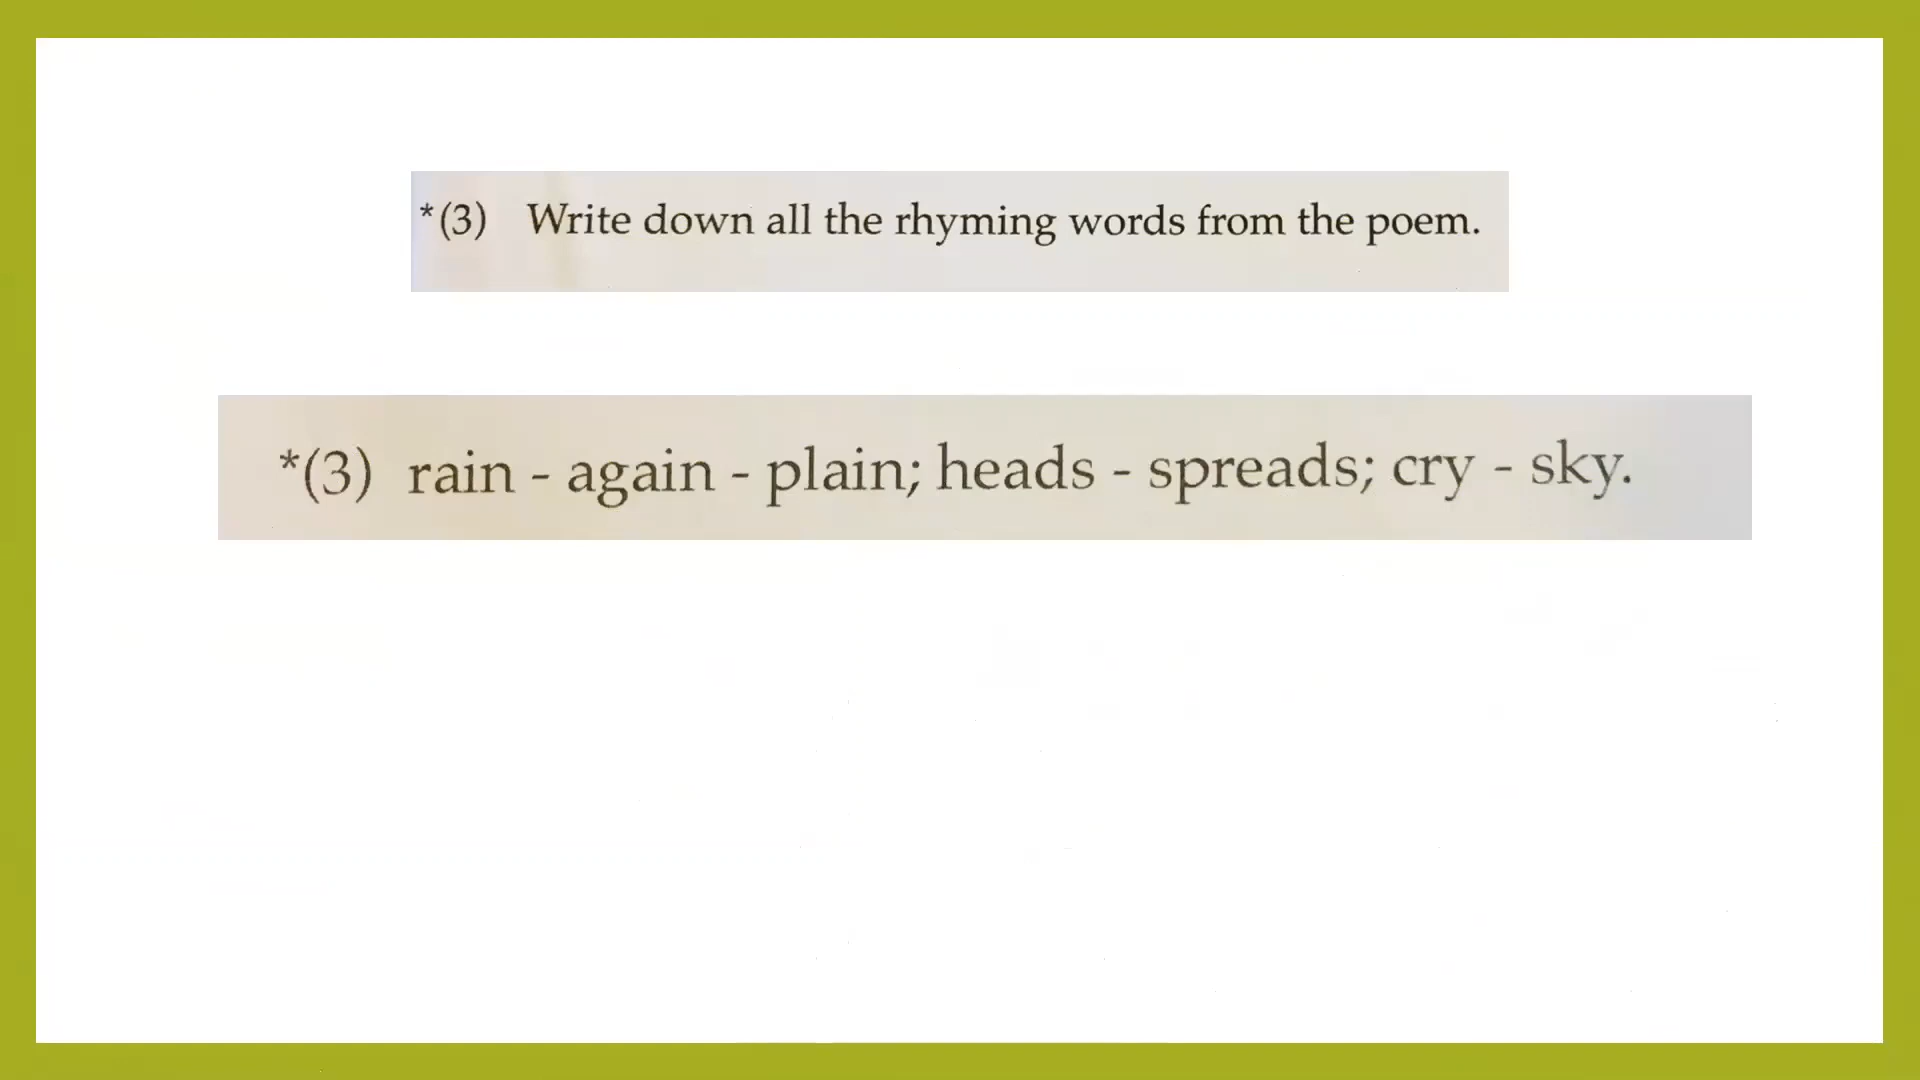 *(3) Write down all the rhyming words from the poem.
*(3) rain - again - plain; heads - spreads; cry - sky.